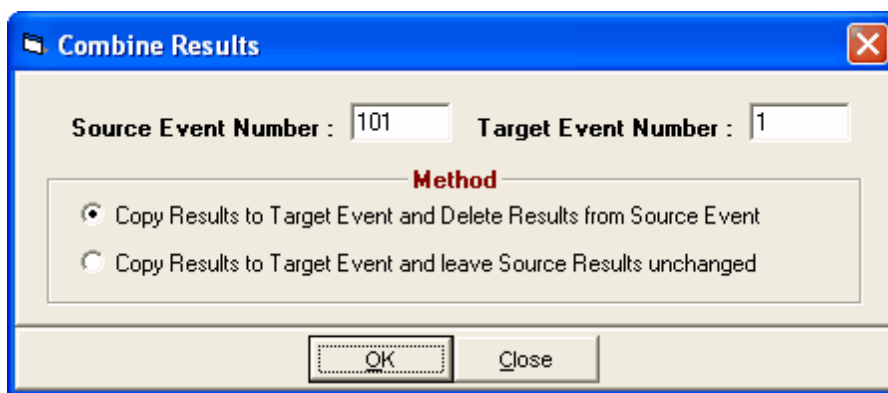 Combine Results
Source Event Number : 101 Target Event Number : 1
Method
Copy Results to Target Event and Delete Results from Source Event
Copy Results to Target Event and leave Source Results unchanged
OK Close